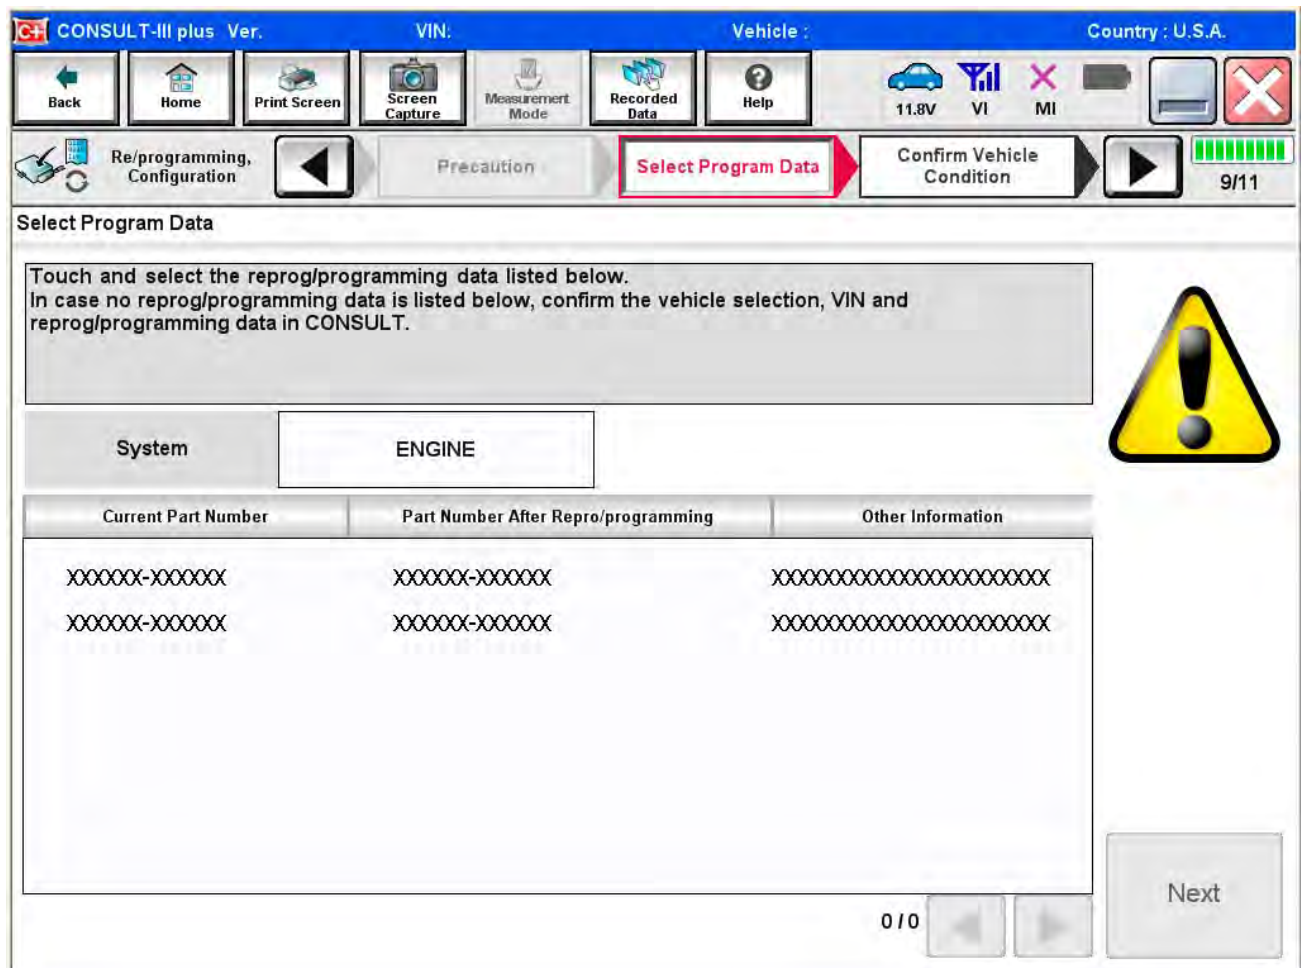 C+ CONSULT-III plus Ver. VIN: Vehicle : Country : U.S.A.
Back
Home
Print Screen
Screen
Capture
Measurement
Mode
Recorded
Data
Help
11.8V
VI
MI
Re/programming,
Configuration
Precaution
Select Program Data
Confirm Vehicle
Condition
9/11
Select Program Data
Touch and select the reprog/programming data listed below.
In case no reprog/programming data is listed below, confirm the vehicle selection, VIN and
reprog/programming data in CONSULT.
System ENGINE
Current Part Number Part Number After Repro/programming Other Information
XXXXXX-XXXXXX XXXXXX-XXXXXX XXXXXXXXXXXXXXXXXXXXXX
XXXXXX-XXXXXX XXXXXX-XXXXXX XXXXXXXXXXXXXXXXXXXXXX
Next
0 / 0